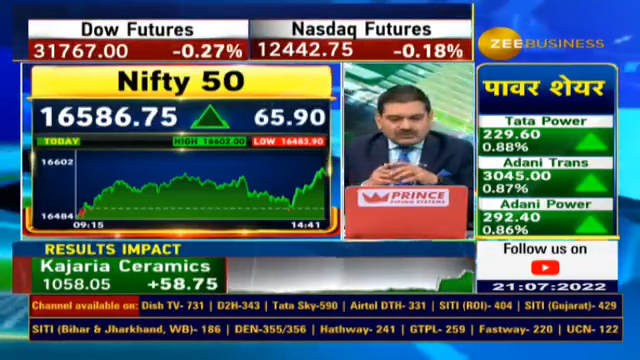 Dow Futures
31767.00 -0.27%
Nasdaq Futures
12442.75 -0.18%
ZEE BUSINESS
Nifty 50
16586.75 65.90
TODAY HIGH 16602.00 LOW 16483.90
16602
16484
09:15 14:41
PRINCE
PIPING SYSTEMS
पावर शेयर
Tata Power
229.60
0.88%
Adani Trans
3045.00
0.87%
Adani Power
292.40
0.86%
RESULTS IMPACT
Kajaria Ceramics
1058.05 +58.75
Follow us on
21:07:2022
Channel available on: Dish TV- 731 | D2H-343 | Tata Sky-590 | Airtel DTH- 331 | SITI (ROI)- 404 | SITI (Gujarat)- 429
SITI (Bihar & Jharkhand, WB)- 186 | DEN-355/356 | Hathway- 241 | GTPL- 259 | Fastway- 220 | UCN- 122